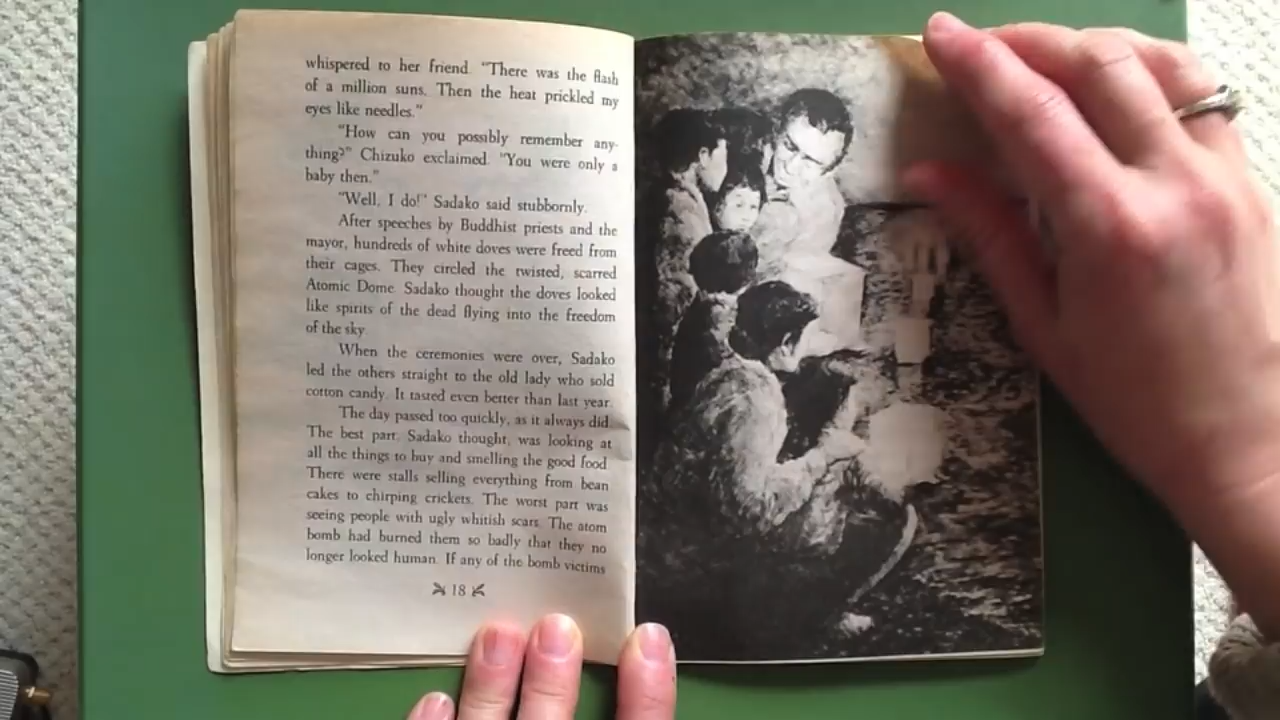 whispered to her friend. "There was the flash
of a million suns. Then the heat prickled my
eyes like needles."
"How can you possibly remember any-
thing?" Chizuko exclaimed. "You were only a
baby then."
"Well, I do!" Sadako said stubbornly.
After speeches by Buddhist priests and the
mayor, hundreds of white doves were freed from
their cages. They circled the twisted, scarred
Atomic Dome. Sadako thought the doves looked
like spirits of the dead flying into the freedom
of the sky.
When the ceremonies were over, Sadako
led the others straight to the old lady who sold
cotton candy. It tasted even better than last year.
The day passed too quickly, as it always did.
The best part, Sadako thought, was looking at
all the things to buy and smelling the good food.
There were stalls selling everything from bean
cakes to chirping crickets. The worst part was
seeing people with ugly whitish scars. The atom
bomb had burned them so badly that they no
longer looked human. If any of the bomb victims
18